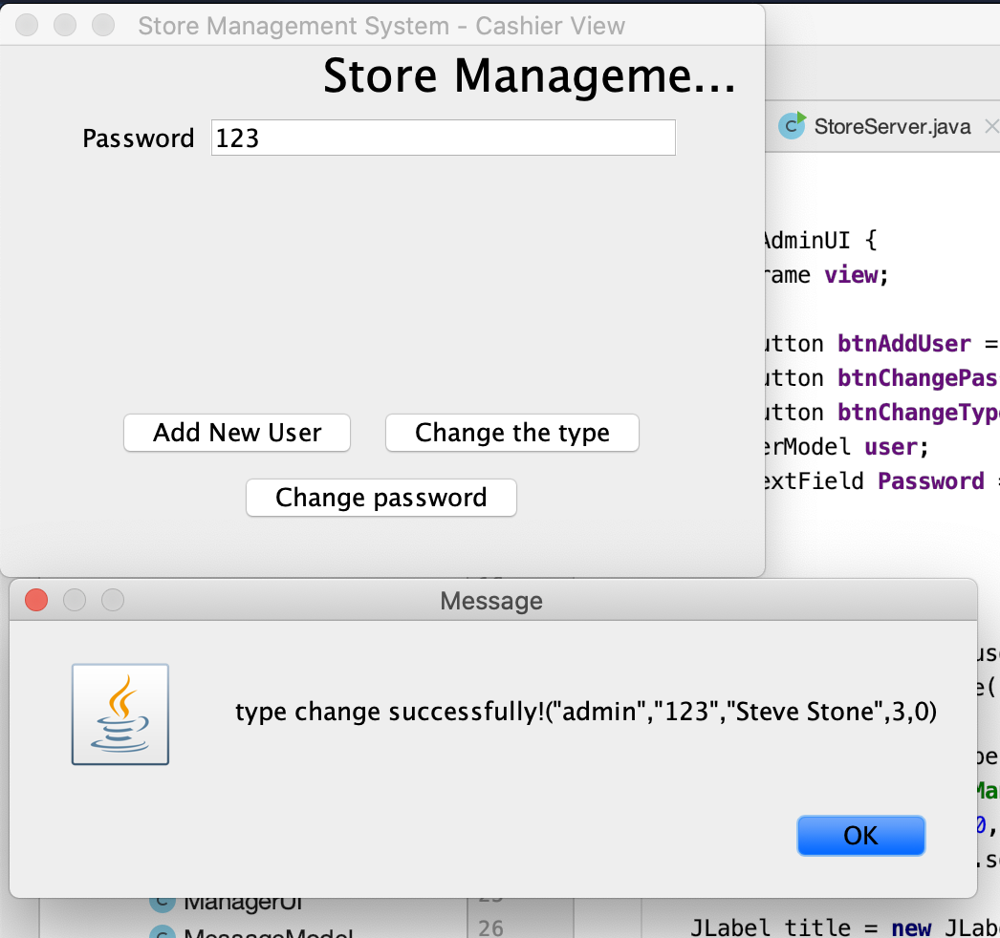 Store Management System - Cashier View
Store Manageme...
Password 123
StoreServer.java
AdminUI {
rame view;
utton btnAddUser =
utton btnChangePas
utton btnChangeType
erModel user;
extField Password =
Add New User
Change the type
Change password
Message
type change successfully!("admin","123","Steve Stone",3,0)
OK
ManagerUI
26
JLabel title = new JLabe
MessageModel